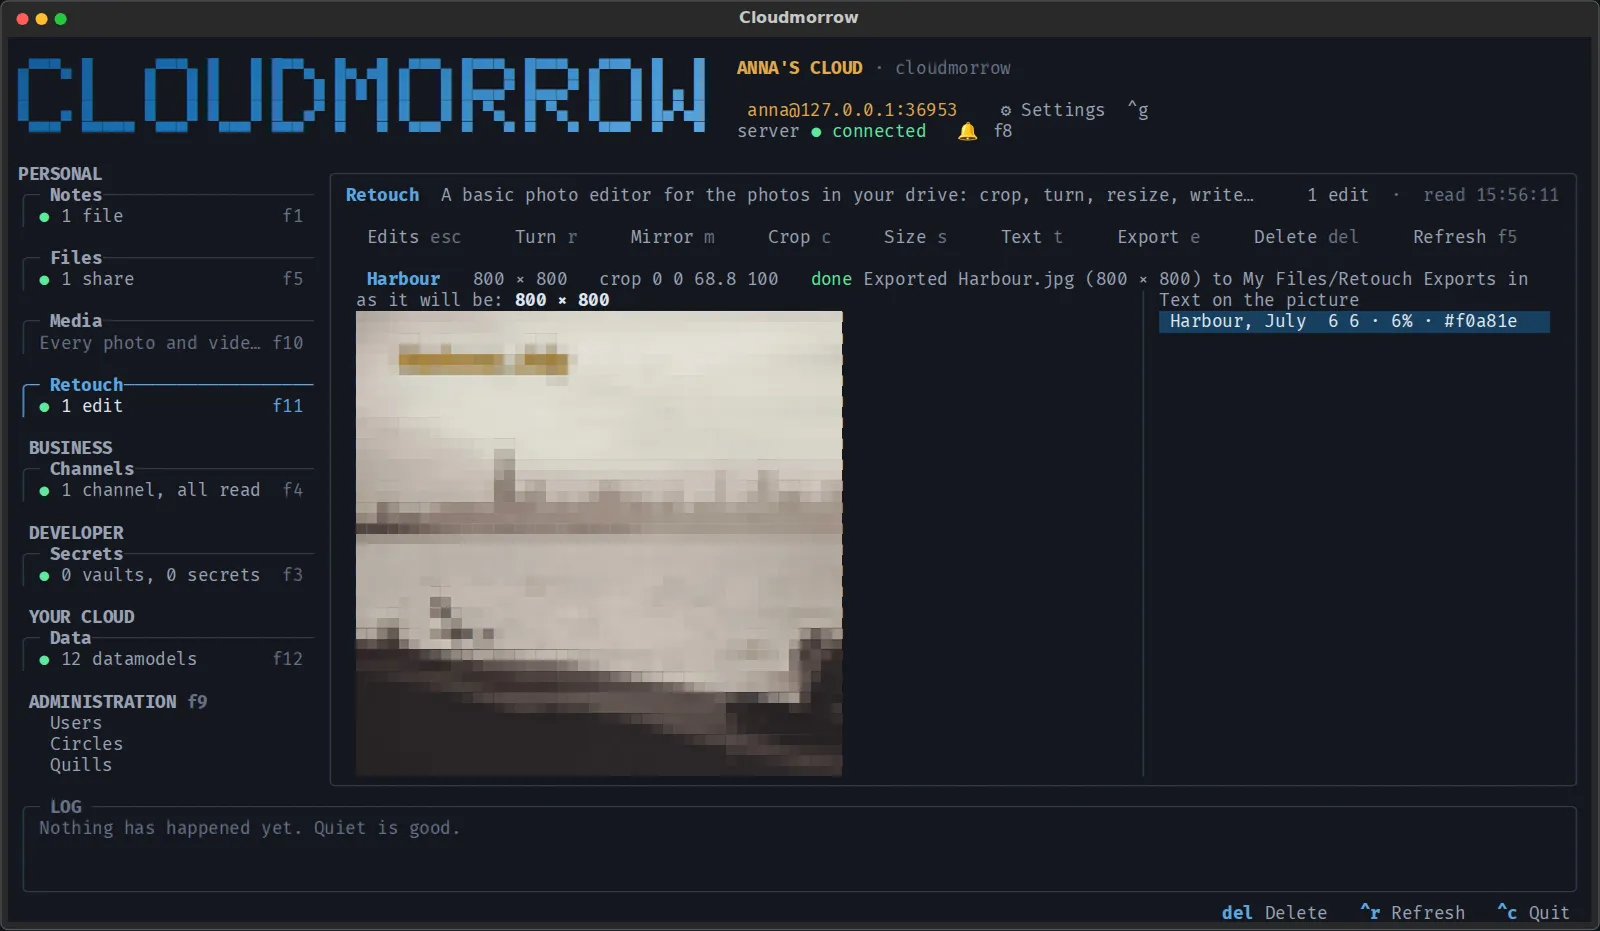 Cloudmorrow
CLOUDMORROW
ANNA'S CLOUD · cloudmorrow
anna@127.0.0.1:36953 ⚙ Settings ^g
server ● connected 🔔 f8
PERSONAL
Notes
● 1 file f1
Files
● 1 share f5
Media
Every photo and vide… f10
Retouch
● 1 edit f11
BUSINESS
Channels
● 1 channel, all read f4
DEVELOPER
Secrets
● 0 vaults, 0 secrets f3
YOUR CLOUD
Data
● 12 datamodels f12
ADMINISTRATION f9
Users
Circles
Quills
Retouch A basic photo editor for the photos in your drive: crop, turn, resize, write… 1 edit · read 15:56:11
Edits esc Turn r Mirror m Crop c Size s Text t Export e Delete del Refresh f5
Harbour 800 × 800 crop 0 0 68.8 100 done Exported Harbour.jpg (800 × 800) to My Files/Retouch Exports in
as it will be: 800 × 800
Text on the picture
Harbour, July 6 6 · 6% · #f0a81e
LOG
Nothing has happened yet. Quiet is good.
del Delete ^r Refresh ^c Quit